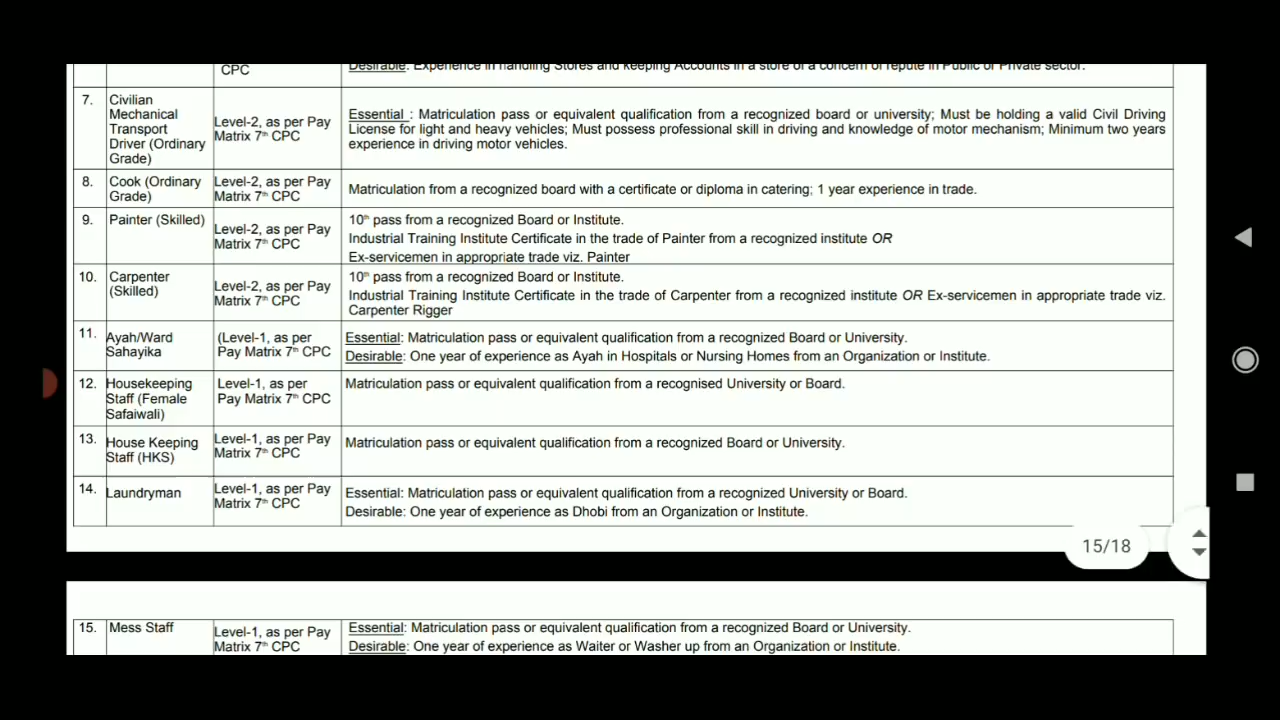 CPC
Desirable: Experience in handling Stores and keeping Accounts in a store of a concern of repute in Public or Private sector.
7.
Civilian
Mechanical
Transport
Driver (Ordinary
Grade)
Level-2, as per Pay
Matrix 7th CPC
Essential : Matriculation pass or equivalent qualification from a recognized board or university; Must be holding a valid Civil Driving
License for light and heavy vehicles; Must possess professional skill in driving and knowledge of motor mechanism; Minimum two years
experience in driving motor vehicles.
8.
Cook (Ordinary
Grade)
Level-2, as per Pay
Matrix 7th CPC
Matriculation from a recognized board with a certificate or diploma in catering; 1 year experience in trade.
9.
Painter (Skilled)
Level-2, as per Pay
Matrix 7th CPC
10th pass from a recognized Board or Institute.
Industrial Training Institute Certificate in the trade of Painter from a recognized institute OR
Ex-servicemen in appropriate trade viz. Painter
10.
Carpenter
(Skilled)
Level-2, as per Pay
Matrix 7th CPC
10th pass from a recognized Board or Institute.
Industrial Training Institute Certificate in the trade of Carpenter from a recognized institute OR Ex-servicemen in appropriate trade viz.
Carpenter Rigger
11.
Ayah/Ward
Sahayika
(Level-1, as per
Pay Matrix 7th CPC
Essential: Matriculation pass or equivalent qualification from a recognized Board or University.
Desirable: One year of experience as Ayah in Hospitals or Nursing Homes from an Organization or Institute.
12.
Housekeeping
Staff (Female
Safaiwali)
Level-1, as per
Pay Matrix 7th CPC
Matriculation pass or equivalent qualification from a recognised University or Board.
13.
House Keeping
Staff (HKS)
Level-1, as per Pay
Matrix 7th CPC
Matriculation pass or equivalent qualification from a recognized Board or University.
14.
Laundryman
Level-1, as per Pay
Matrix 7th CPC
Essential: Matriculation pass or equivalent qualification from a recognized University or Board.
Desirable: One year of experience as Dhobi from an Organization or Institute.
15/18
15.
Mess Staff
Level-1, as per Pay
Matrix 7th CPC
Essential: Matriculation pass or equivalent qualification from a recognized Board or University.
Desirable: One year of experience as Waiter or Washer up from an Organization or Institute.